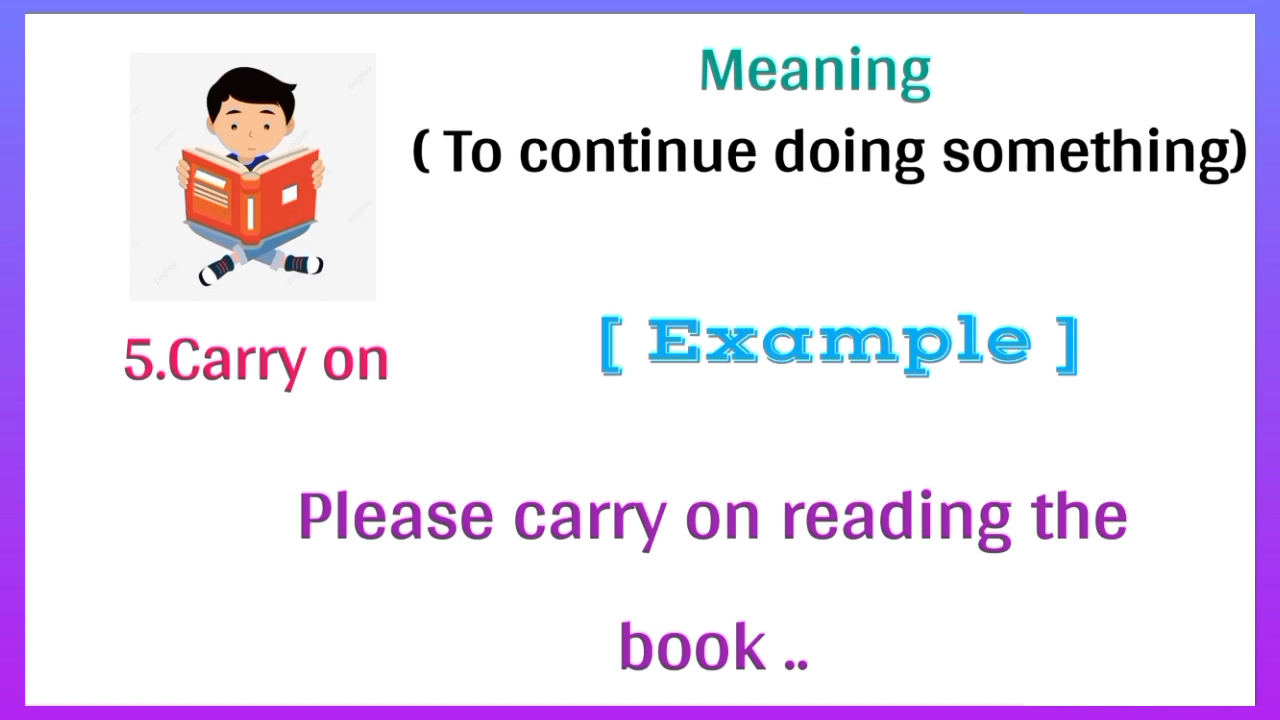 Meaning
( To continue doing something)
5.Carry on
[ Example ]
Please carry on reading the
book ..